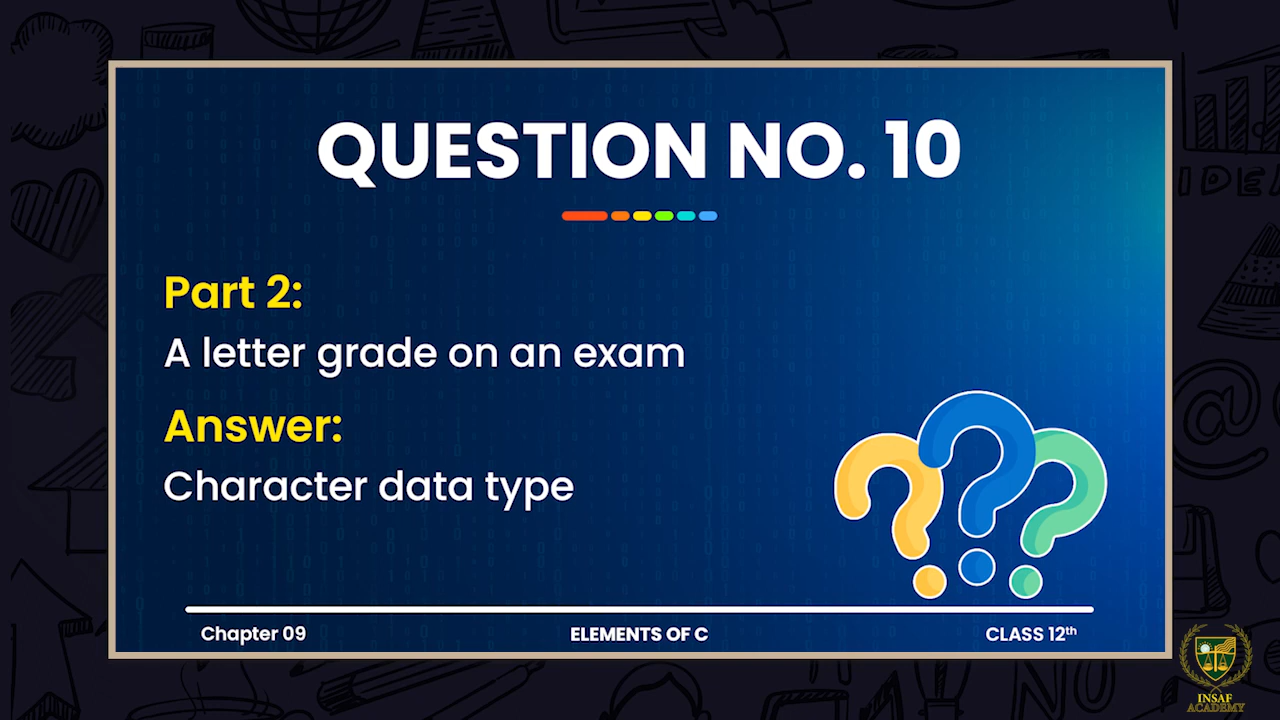 QUESTION NO. 10
Part 2:
A letter grade on an exam
Answer:
Character data type
Chapter 09
ELEMENTS OF C
CLASS 12th
IDEA
INSAF
ACADEMY